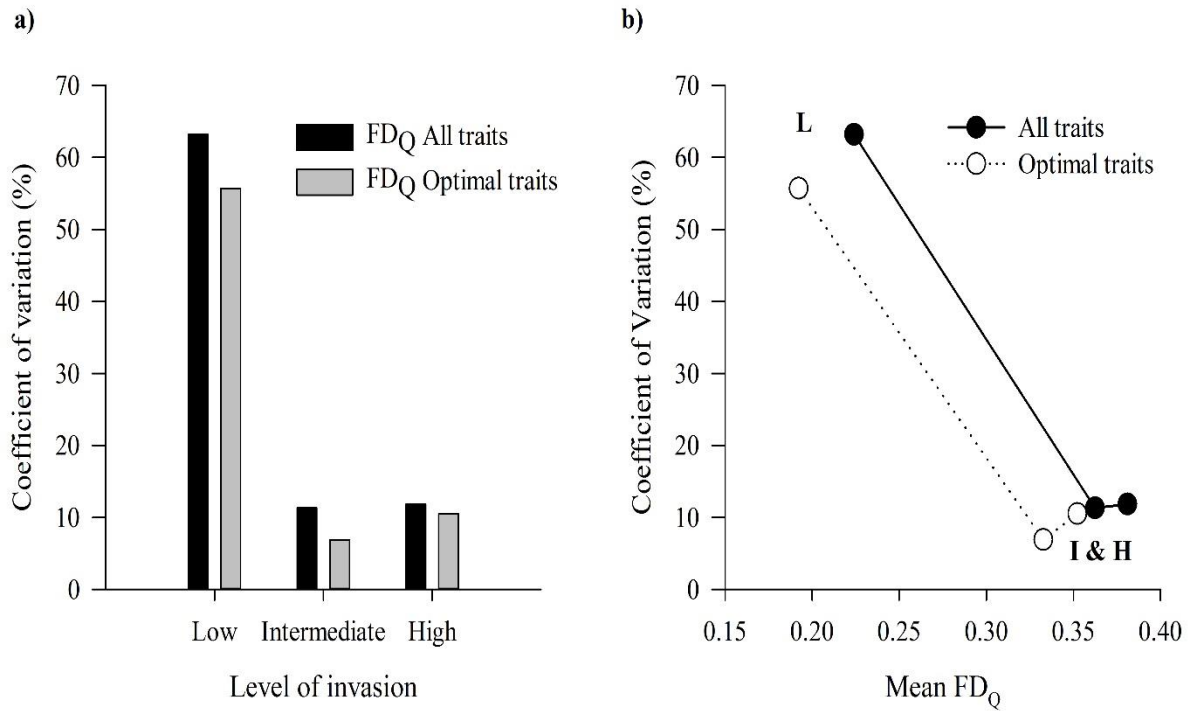 a)
70
60
50
40
30
20
10
0
Coefficient of variation (%)
FDQ All traits
FDQ Optimal traits
Low Intermediate High
Level of invasion
b)
70
60
50
40
30
20
10
0
Coefficient of Variation (%)
L
All traits
Optimal traits
I & H
0.15 0.20 0.25 0.30 0.35 0.40
Mean FDQ